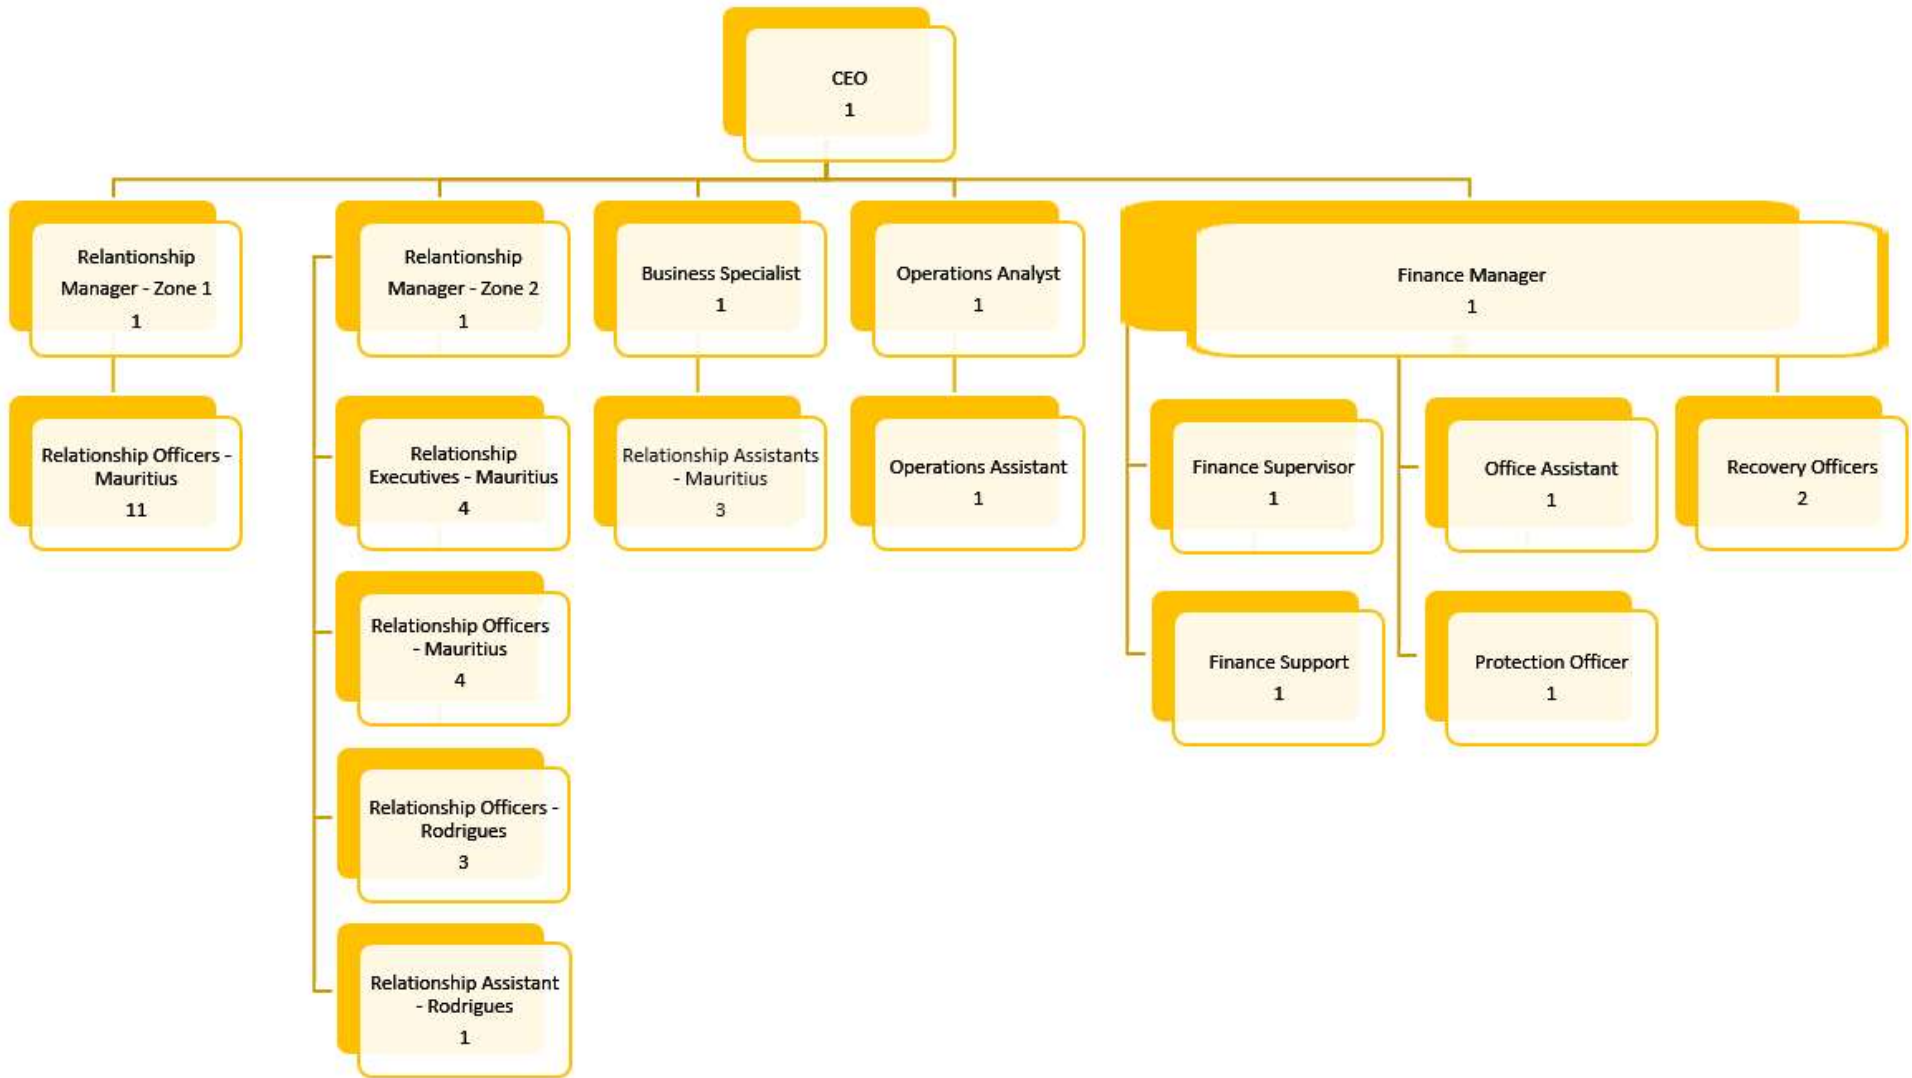 CEO
1
Relantionship
Manager - Zone 1
1
Relantionship
Manager - Zone 2
1
Business Specialist
1
Operations Analyst
1
Finance Manager
1
Relationship Officers -
Mauritius
11
Relationship
Executives - Mauritius
4
Relationship Assistants
- Mauritius
3
Operations Assistant
1
Finance Supervisor
1
Office Assistant
1
Recovery Officers
2
Relationship Officers
- Mauritius
4
Finance Support
1
Protection Officer
1
Relationship Officers -
Rodrigues
3
Relationship Assistant
- Rodrigues
1